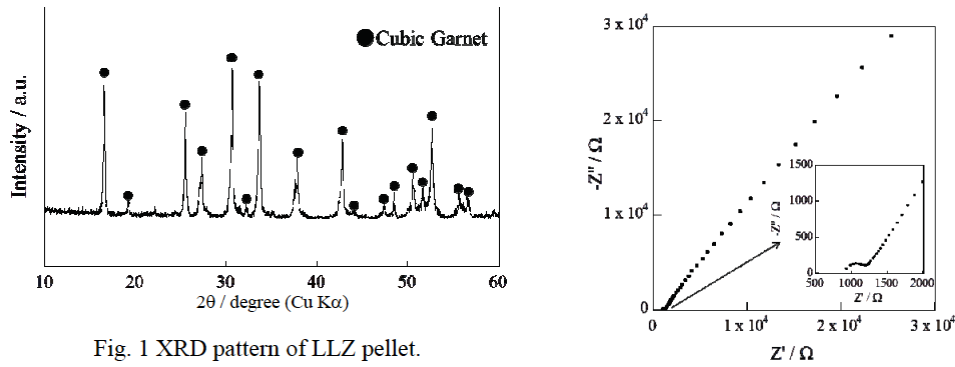 ● Cubic Garnet
Intensity / a.u.
10 20 30 40 50 60
2θ / degree (Cu Kα)
Fig. 1 XRD pattern of LLZ pellet.
3 x 10⁴
2 x 10⁴
1 x 10⁴
0
-Z'' / Ω
0 1 x 10⁴ 2 x 10⁴ 3 x 10⁴
Z' / Ω
1500
1000
500
0
-Z'' / Ω
500 1000 1500 2000
Z' / Ω